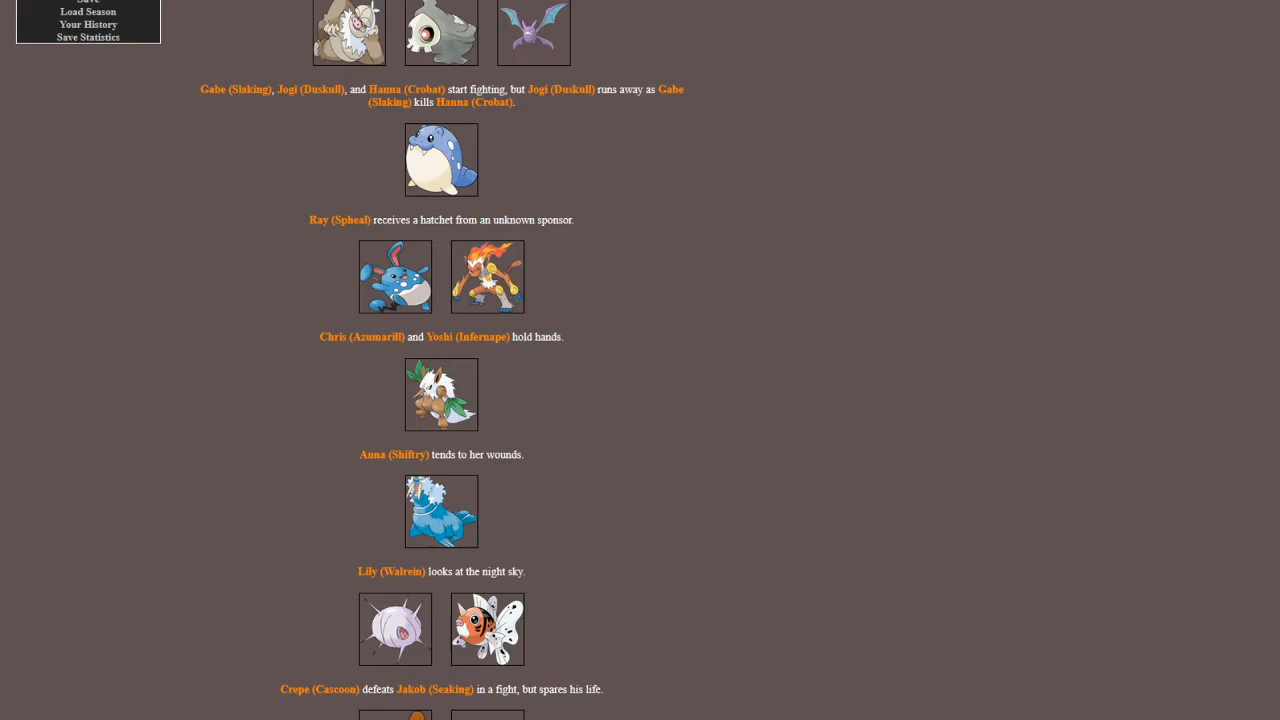 Save
Load Season
Your History
Save Statistics
Gabe (Slaking), Jogi (Duskull), and Hanna (Crobat) start fighting, but Jogi (Duskull) runs away as Gabe
(Slaking) kills Hanna (Crobat).
Ray (Spheal) receives a hatchet from an unknown sponsor.
Chris (Azumarill) and Yoshi (Infernape) hold hands.
Anna (Shiftry) tends to her wounds.
Lily (Walrein) looks at the night sky.
Crepe (Cascoon) defeats Jakob (Seaking) in a fight, but spares his life.